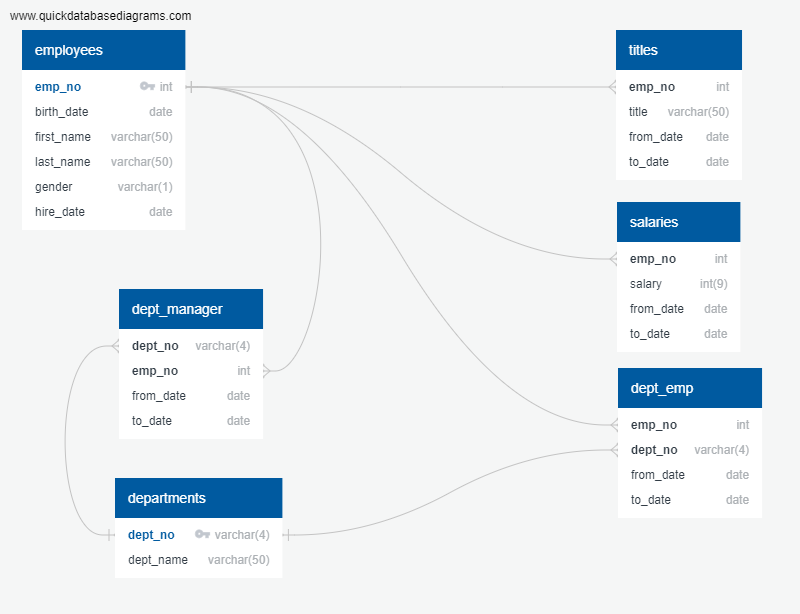 www.quickdatabasediagrams.com
employees
emp_no int
birth_date date
first_name varchar(50)
last_name varchar(50)
gender varchar(1)
hire_date date
titles
emp_no int
title varchar(50)
from_date date
to_date date
salaries
emp_no int
salary int(9)
from_date date
to_date date
dept_manager
dept_no varchar(4)
emp_no int
from_date date
to_date date
dept_emp
emp_no int
dept_no varchar(4)
from_date date
to_date date
departments
dept_no varchar(4)
dept_name varchar(50)